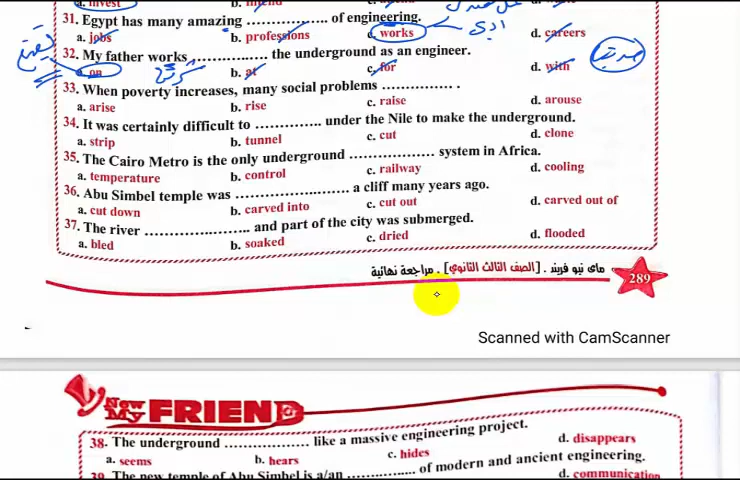 a. invest
31. Egypt has many amazing ................. of engineering.
a. jobs b. professions c. works d. careers
32. My father works ................. the underground as an engineer.
a. on b. at c. for d. with
33. When poverty increases, many social problems ................. .
a. arise b. rise c. raise d. arouse
34. It was certainly difficult to ................. under the Nile to make the underground.
a. strip b. tunnel c. cut d. clone
35. The Cairo Metro is the only underground ..................... system in Africa.
a. temperature b. control c. railway d. cooling
36. Abu Simbel temple was ............................ a cliff many years ago.
a. cut down b. carved into c. cut out d. carved out of
37. The river ......................... and part of the city was submerged.
a. bled b. soaked c. dried d. flooded
ماى نيو فريند . [الصف الثالث الثانوي] . مراجعة نهائية
289
Scanned with CamScanner
New My FRIEND
38. The underground ..................... like a massive engineering project.
a. seems b. hears c. hides d. disappears
39. The new temple of Abu Simbel is a/an ................. of modern and ancient engineering.
d. communication